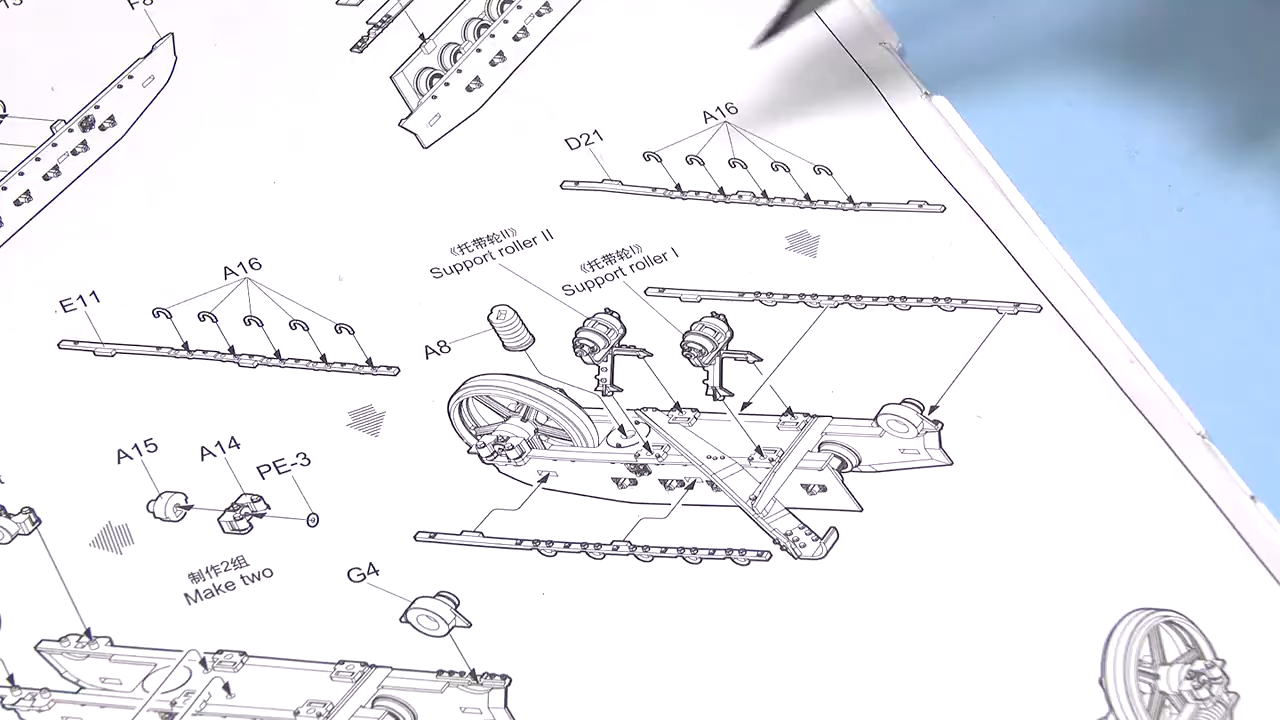 F8
A16
D21
《托带轮II》
Support roller II
《托带轮I》
Support roller I
A16
E11
A8
A15
A14
PE-3
制作2组
Make two
G4